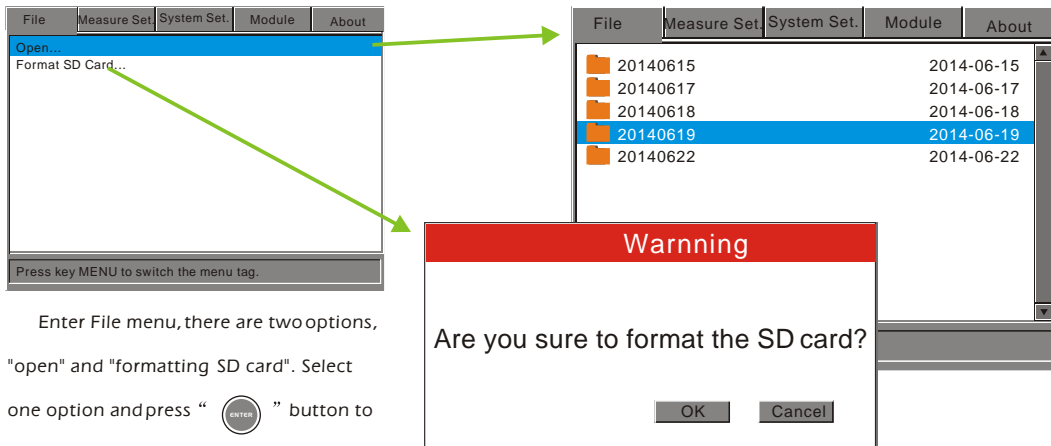 File Measure Set. System Set. Module About
Open...
Format SD Card...
Press key MENU to switch the menu tag.
File Measure Set. System Set. Module About
20140615 2014-06-15
20140617 2014-06-17
20140618 2014-06-18
20140619 2014-06-19
20140622 2014-06-22
Warnning
Are you sure to format the SD card?
OK Cancel
Enter File menu, there are two options,
"open" and "formatting SD card". Select
one option and press “ ENTER ” button to